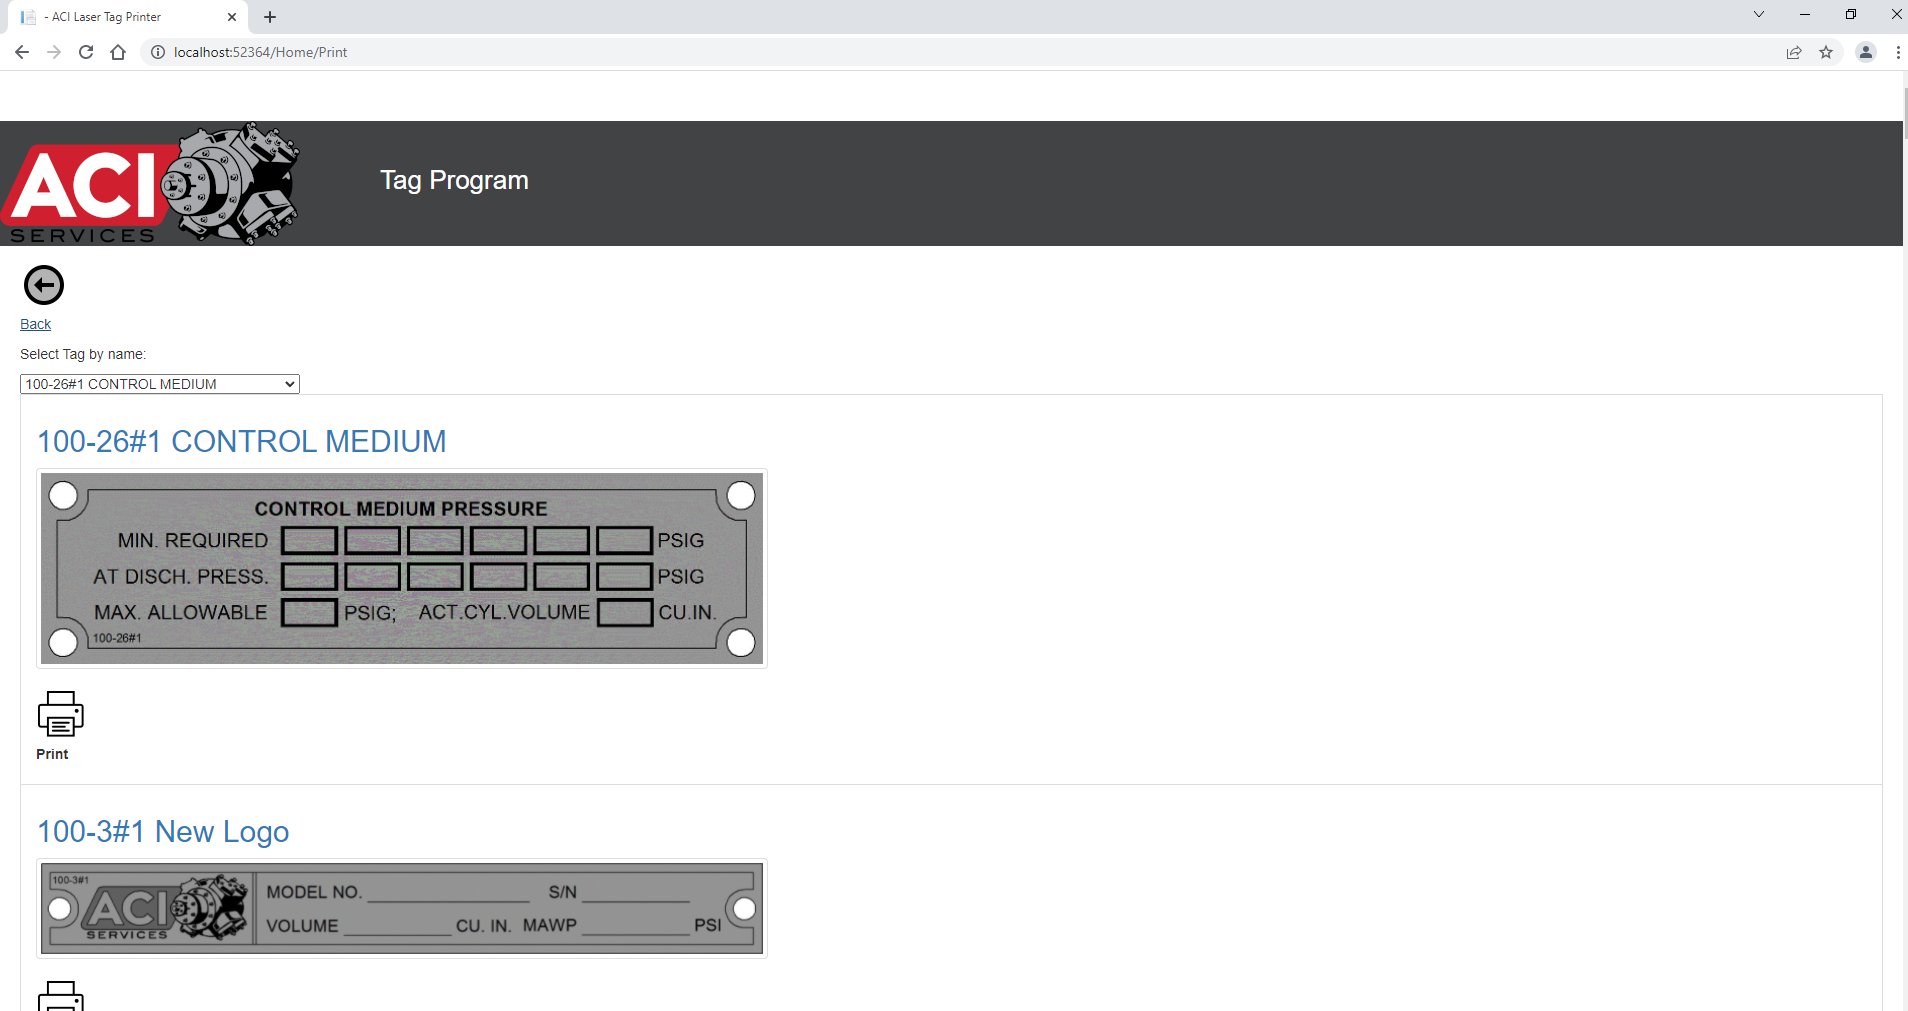 - ACI Laser Tag Printer
localhost:52364/Home/Print
ACI
SERVICES
Tag Program
Back
Select Tag by name:
100-26#1 CONTROL MEDIUM
100-26#1 CONTROL MEDIUM
CONTROL MEDIUM PRESSURE
MIN. REQUIRED PSIG
AT DISCH. PRESS. PSIG
MAX. ALLOWABLE PSIG; ACT.CYL.VOLUME CU.IN.
100-26#1
Print
100-3#1 New Logo
100-3#1
ACI
SERVICES
MODEL NO. S/N
VOLUME CU. IN. MAWP PSI